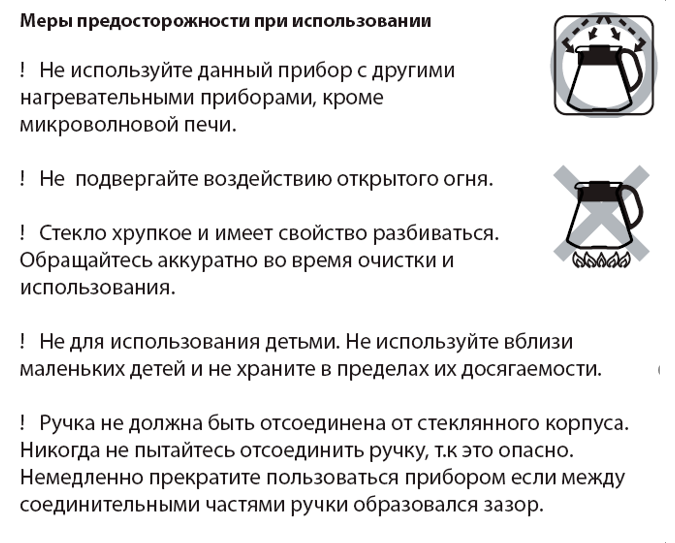 Меры предосторожности при использовании
! Не используйте данный прибор с другими
нагревательными приборами, кроме
микроволновой печи.
! Не подвергайте воздействию открытого огня.
! Стекло хрупкое и имеет свойство разбиваться.
Обращайтесь аккуратно во время очистки и
использования.
! Не для использования детьми. Не используйте вблизи
маленьких детей и не храните в пределах их досягаемости.
! Ручка не должна быть отсоединена от стеклянного корпуса.
Никогда не пытайтесь отсоединить ручку, т.к это опасно.
Немедленно прекратите пользоваться прибором если между
соединительными частями ручки образовался зазор.